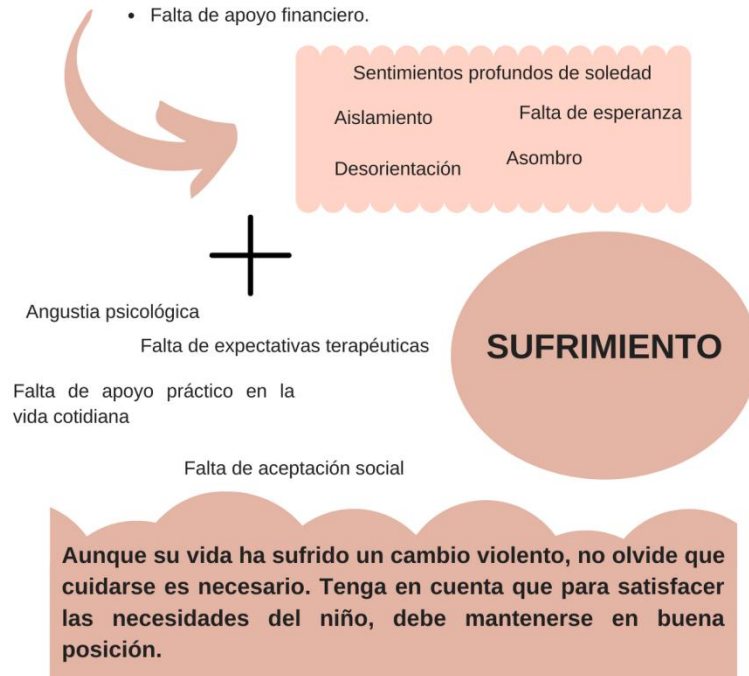 • Falta de apoyo financiero.
Sentimientos profundos de soledad
Aislamiento
Falta de esperanza
Desorientación
Asombro
Angustia psicológica
Falta de expectativas terapéuticas
SUFRIMIENTO
Falta de apoyo práctico en la
vida cotidiana
Falta de aceptación social
Aunque su vida ha sufrido un cambio violento, no olvide que
cuidarse es necesario. Tenga en cuenta que para satisfacer
las necesidades del niño, debe mantenerse en buena
posición.